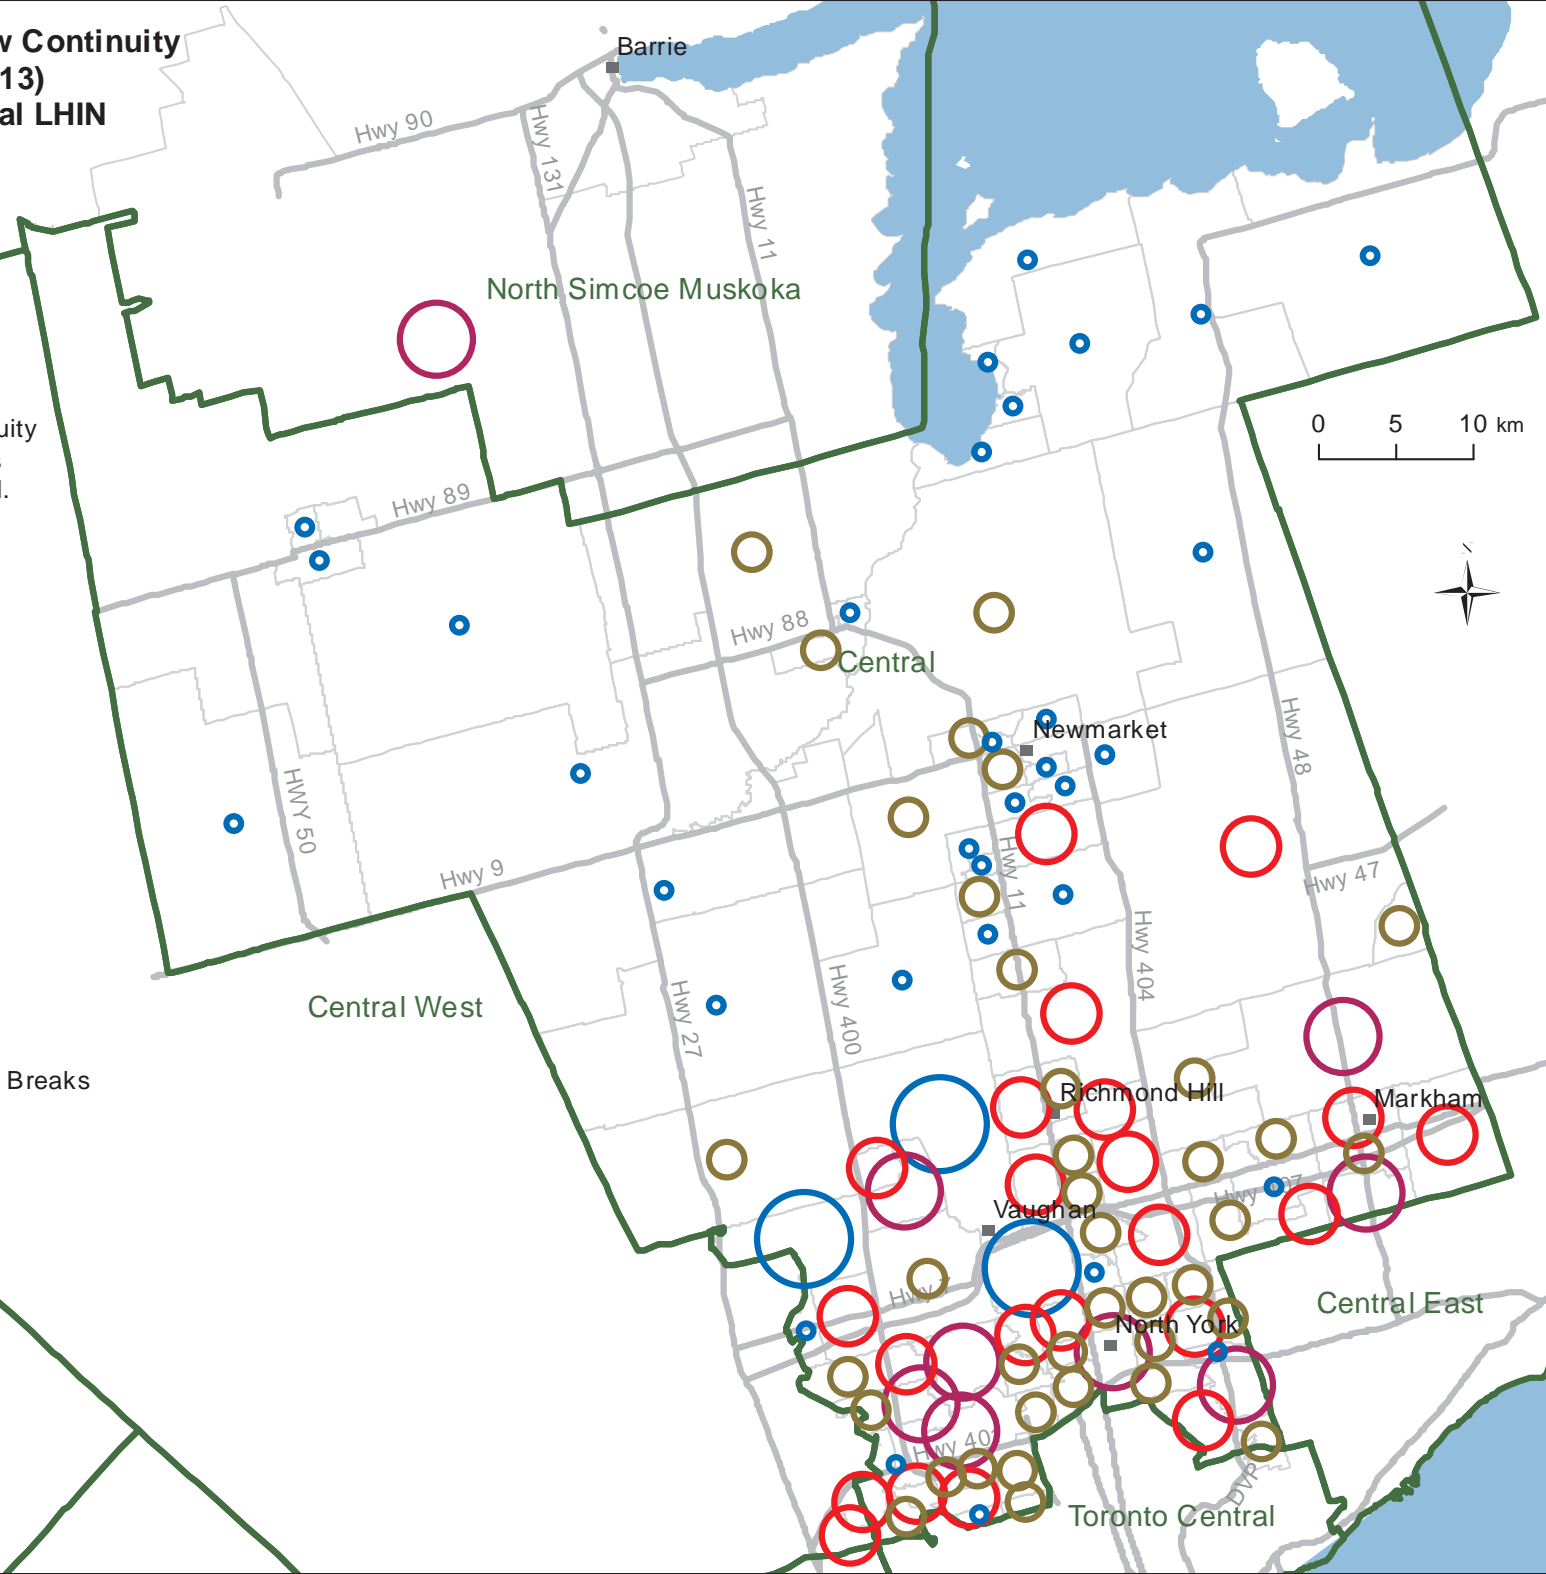 w Continuity
13)
al LHIN
Barrie
Hwy 90
Hwy 131
Hwy 11
North Simcoe Muskoka
uity
0 5 10 km
l.
Hwy 89
N
Hwy 88
Central
Newmarket
Hwy 48
HWY 50
Hwy 9
Hwy 11
Hwy 47
Hwy 404
Central West
Hwy 27
Hwy 400
Breaks
Richmond Hill
Markham
Vaughan
Hwy 7
Central East
North York
Hwy 401
DVP
Toronto Central